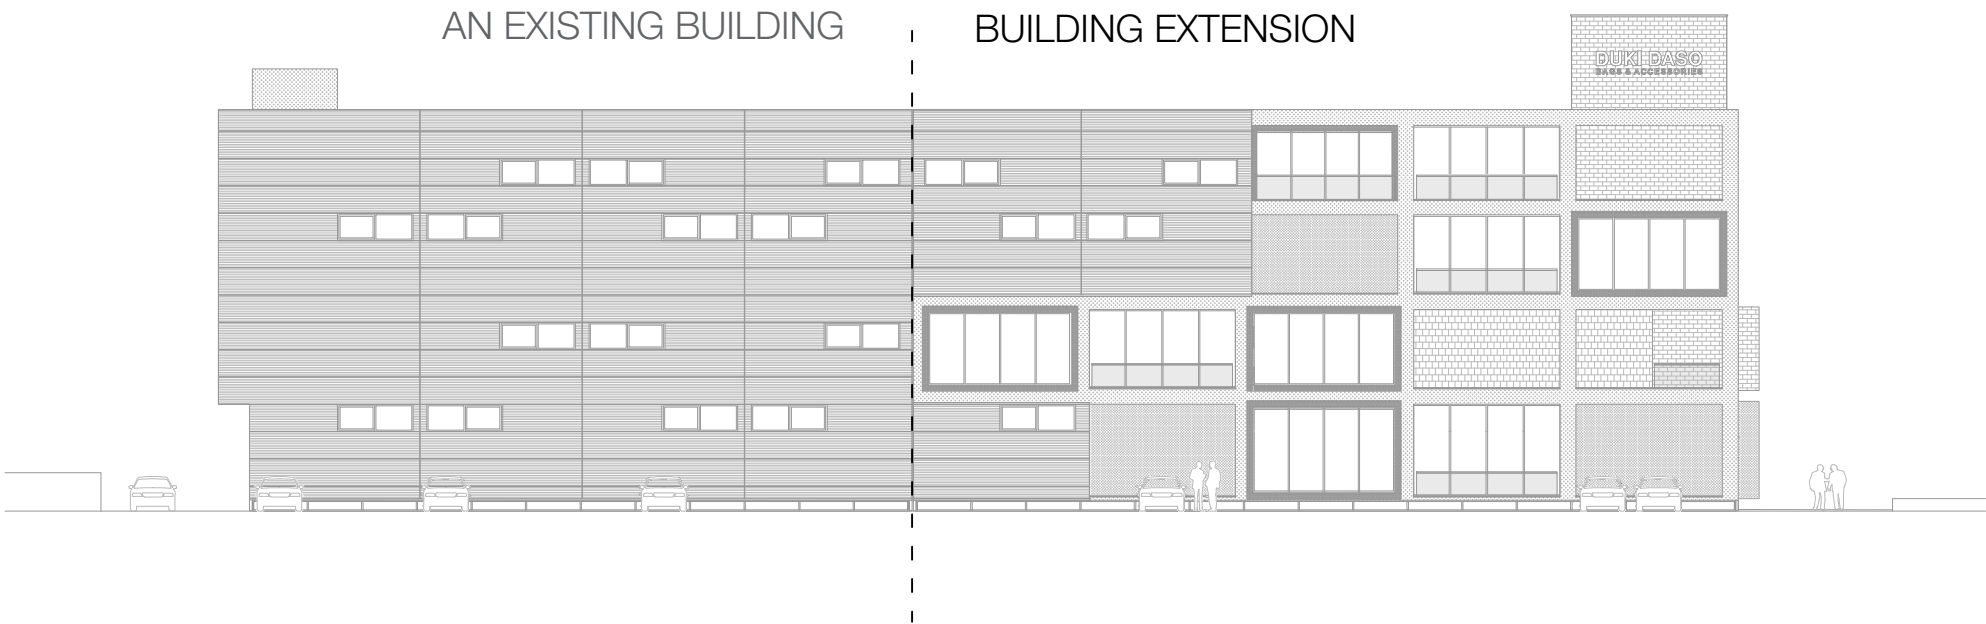 AN EXISTING BUILDING
BUILDING EXTENSION
DUKI DASO
BAGS & ACCESSORIES